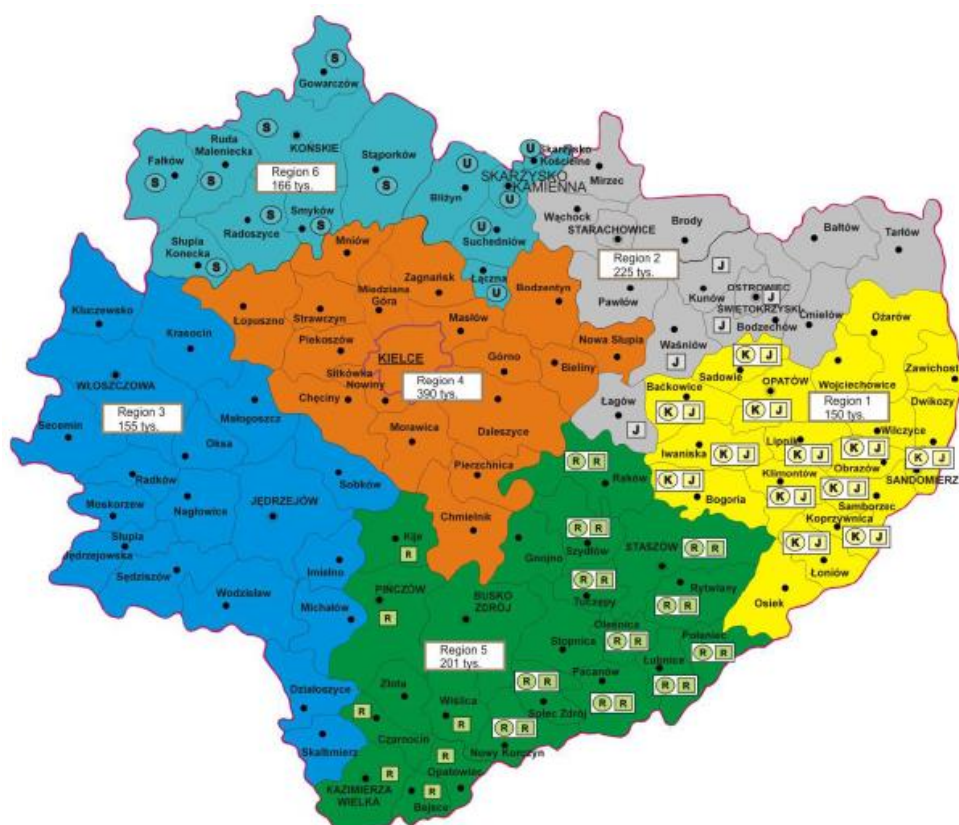 S
Gowarczów
S
Ruda
Maleniecka
KOŃSKIE
Fałków
S
S
Stąporków
S
Region 6
166 tys.
Radoszyce
S
Smyków
S
Słupia
Konecka
S
U
U
Skarżysko
Kościelne
SKARŻYSKO
KAMIENNA
Bliżyn
U
U
Suchedniów
Łączna
U
Mirzec
Wąchock
STARACHOWICE
Brody
Region 2
225 tys.
J
Pawłów
Kunów
OSTROWIEC
J
ŚWIĘTOKRZYSKI
Bodzechów
J
Waśniów
J
Ćmielów
Bałtów
Tarłów
Łagów
J
Mniów
Zagnańsk
Miedziana
Góra
Bodzentyn
Łopuszno
Strawczyn
Masłów
Piekoszów
KIELCE
Nowa Słupia
Górno
Bieliny
Sitkówka
Nowiny
Region 4
390 tys.
Chęciny
Morawica
Daleszyce
Pierzchnica
Chmielnik
Kluczewsko
Krasocin
WŁOSZCZOWA
Region 3
155 tys.
Małogoszcz
Secemin
Oksa
Radków
Sobków
Moskorzew
Nagłowice
JĘDRZEJÓW
Słupia
Jędrzejowska
Sędziszów
Imielno
Wodzisław
Michałów
Działoszyce
Skalbmierz
Ożarów
K J
Sadowie
OPATÓW
Wojciechowice
Zawichost
Baćkowice
K J
K J
Region 1
150 tys.
Dwikozy
Wilczyce
Lipnik
K J
K J
Iwaniska
K J
Obrazów
K J
SANDOMIERZ
K J
Klimontów
K J
K J
Samborzec
Bogoria
Koprzywnica
K J
K J
Łoniów
Osiek
R R
Raków
Kije
R
Gnojno
R R
Szydłów
STASZÓW
R R
PIŃCZÓW
R
BUSKO
ZDRÓJ
R R
Tuczępy
Rytwiany
R R
Oleśnica
R R
Połaniec
R R
Region 5
201 tys.
Stopnica
Łubnice
R R
Pacanów
R R
Złota
Wiślica
R R
Solec Zdrój
R
Czarnocin
R
R R
Nowy Korczyn
R
Opatowiec
KAZIMIERZA
WIELKA
R
R
Bejsce